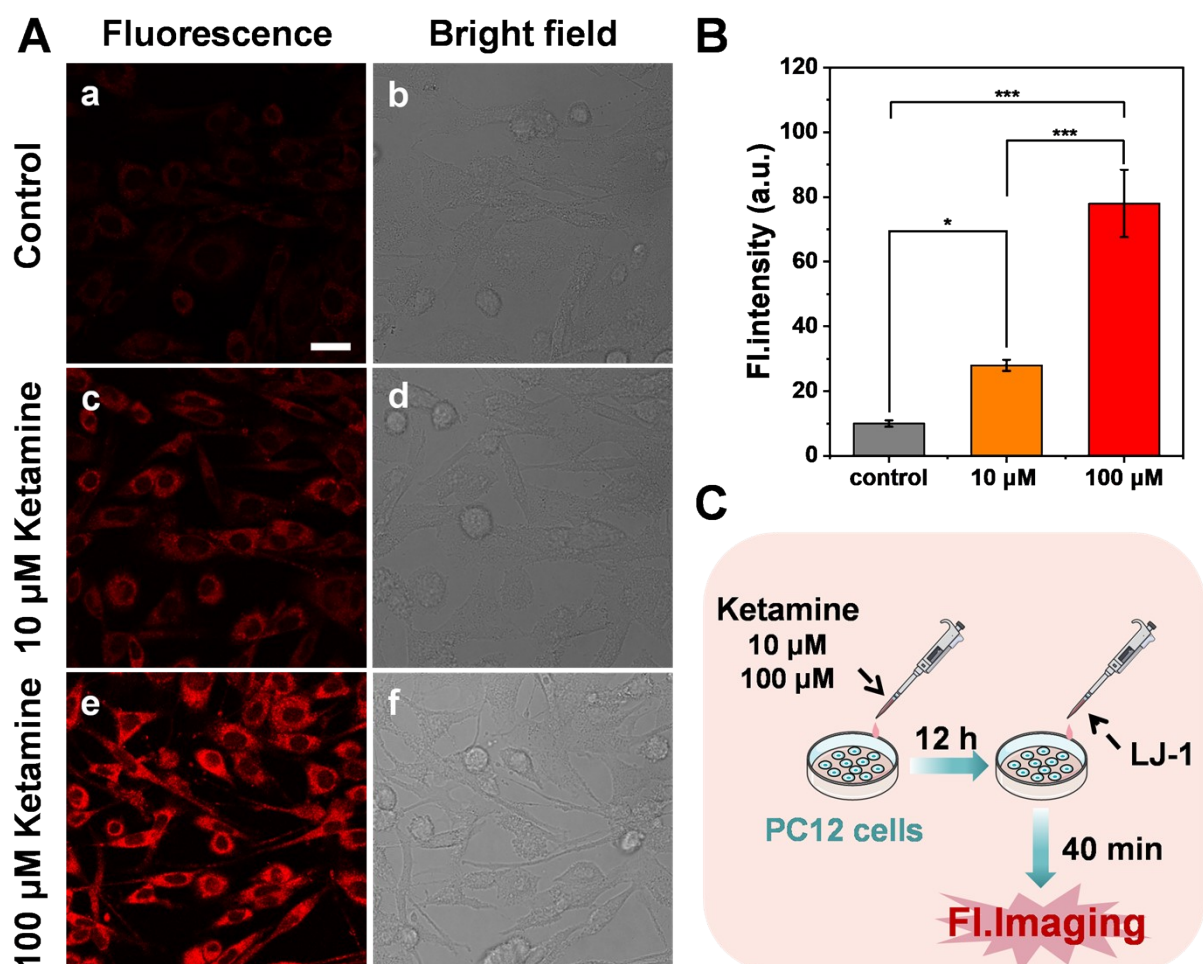 A
Fluorescence
Bright field
Control
10 µM Ketamine
100 µM Ketamine
a
b
c
d
e
f
B
Fl.intensity (a.u.)
120
100
80
60
40
20
0
***
***
*
control
10 µM
100 µM
C
Ketamine
10 µM
100 µM
12 h
LJ-1
PC12 cells
40 min
Fl.Imaging